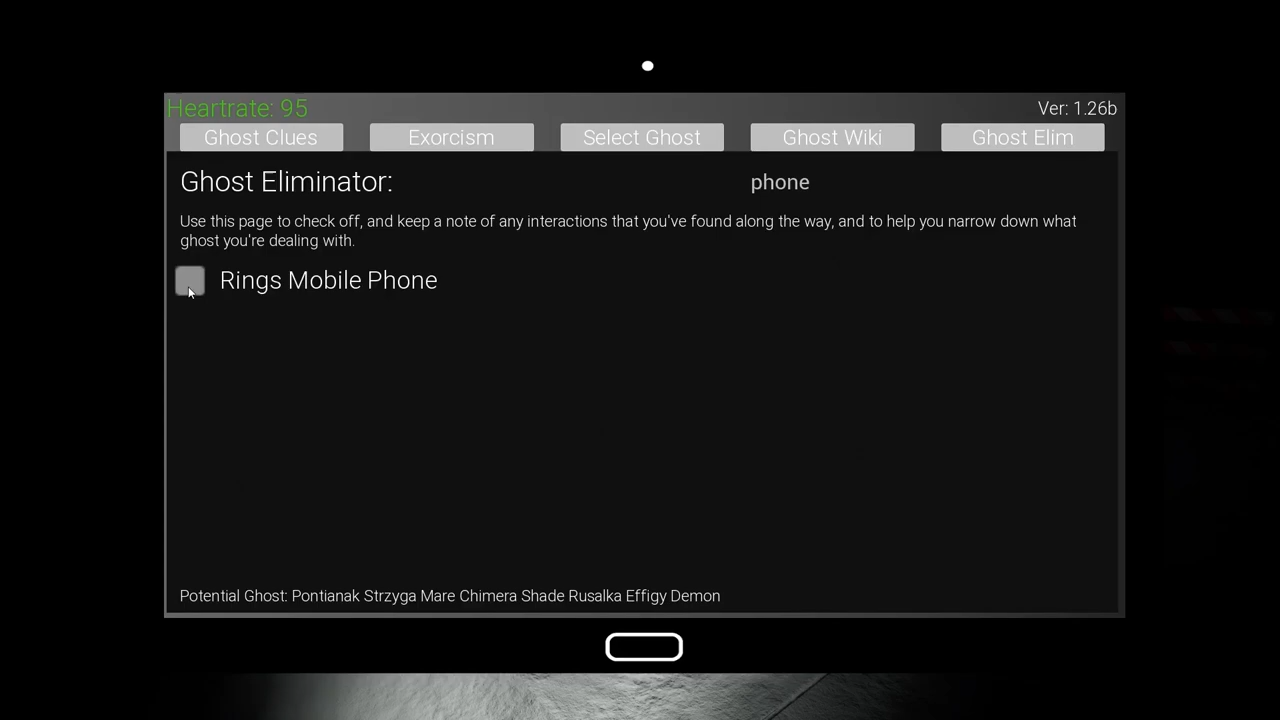 Heartrate: 95
Ver: 1.26b
Ghost Clues
Exorcism
Select Ghost
Ghost Wiki
Ghost Elim
Ghost Eliminator:
phone
Use this page to check off, and keep a note of any interactions that you've found along the way, and to help you narrow down what
ghost you're dealing with.
Rings Mobile Phone
Potential Ghost: Pontianak Strzyga Mare Chimera Shade Rusalka Effigy Demon